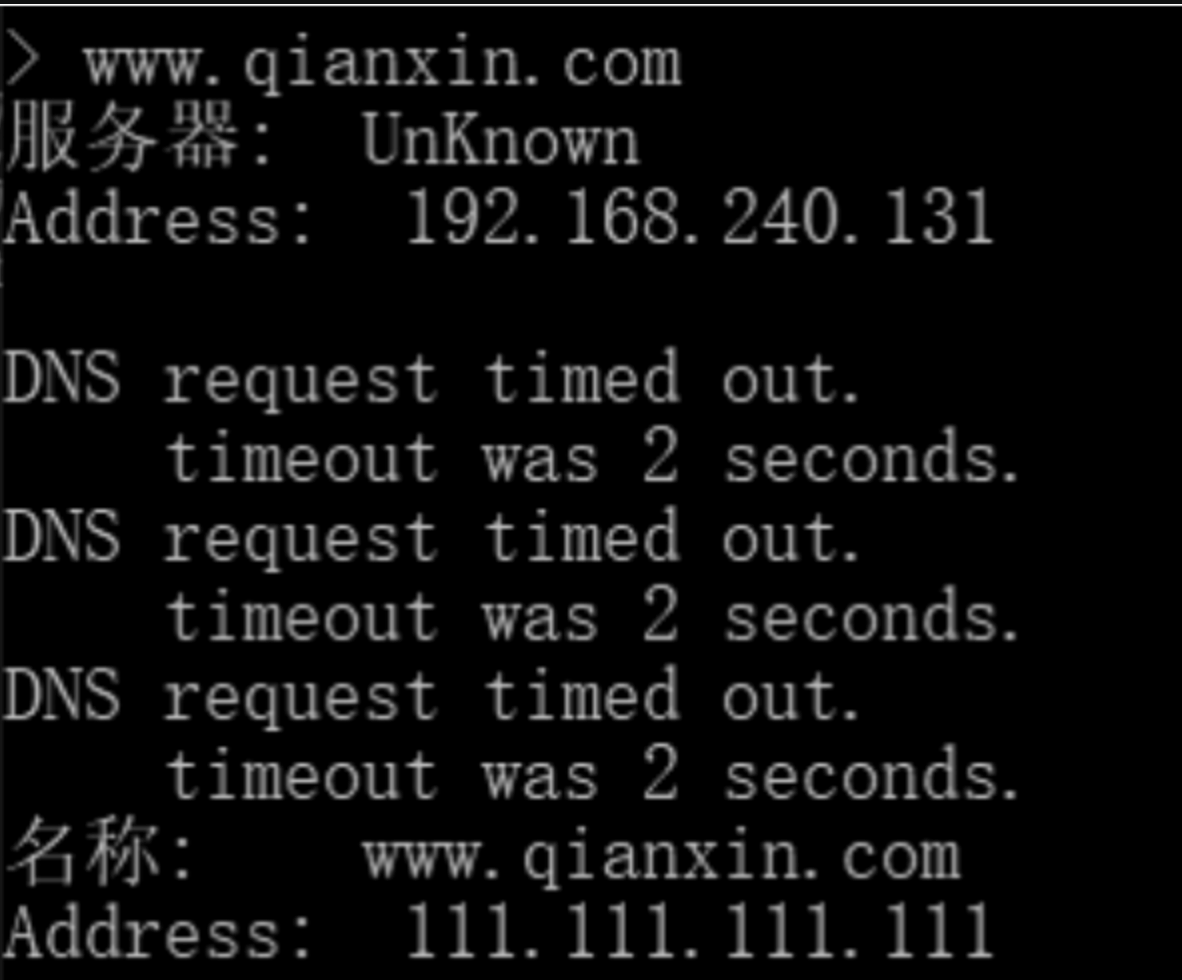 > www.qianxin.com
服务器:  UnKnown
Address:  192.168.240.131
DNS request timed out.
    timeout was 2 seconds.
DNS request timed out.
    timeout was 2 seconds.
DNS request timed out.
    timeout was 2 seconds.
名称:    www.qianxin.com
Address:  111.111.111.111